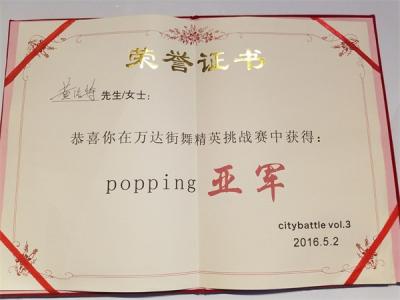 荣誉证书
先生/女士：
恭喜你在万达街舞精英挑战赛中获得：
popping 亚军
citybattle vol.3
2016.5.2